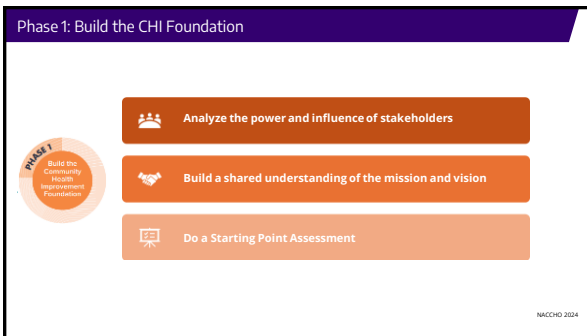 Phase 1: Build the CHI Foundation
PHASE 1
Build the
Community
Health
Improvement
Foundation
Analyze the power and influence of stakeholders
Build a shared understanding of the mission and vision
Do a Starting Point Assessment
NACCHO 2024